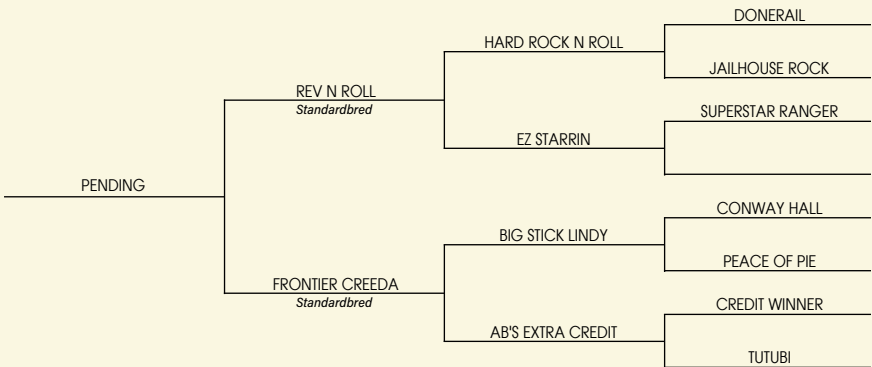 DONERAIL
HARD ROCK N ROLL
JAILHOUSE ROCK
REV N ROLL
Standardbred
SUPERSTAR RANGER
EZ STARRIN
PENDING
CONWAY HALL
BIG STICK LINDY
PEACE OF PIE
FRONTIER CREEDA
Standardbred
CREDIT WINNER
AB'S EXTRA CREDIT
TUTUBI